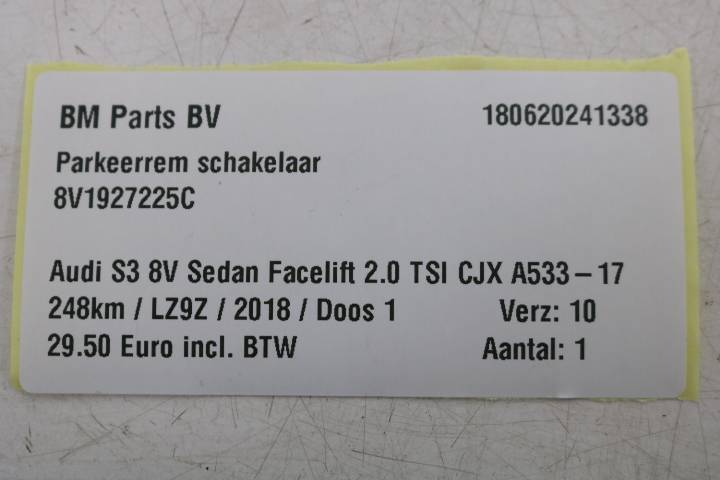 BM Parts BV 180620241338
Parkeerrem schakelaar
8V1927225C
Audi S3 8V Sedan Facelift 2.0 TSI CJX A533-17
248km / LZ9Z / 2018 / Doos 1 Verz: 10
29.50 Euro incl. BTW Aantal: 1